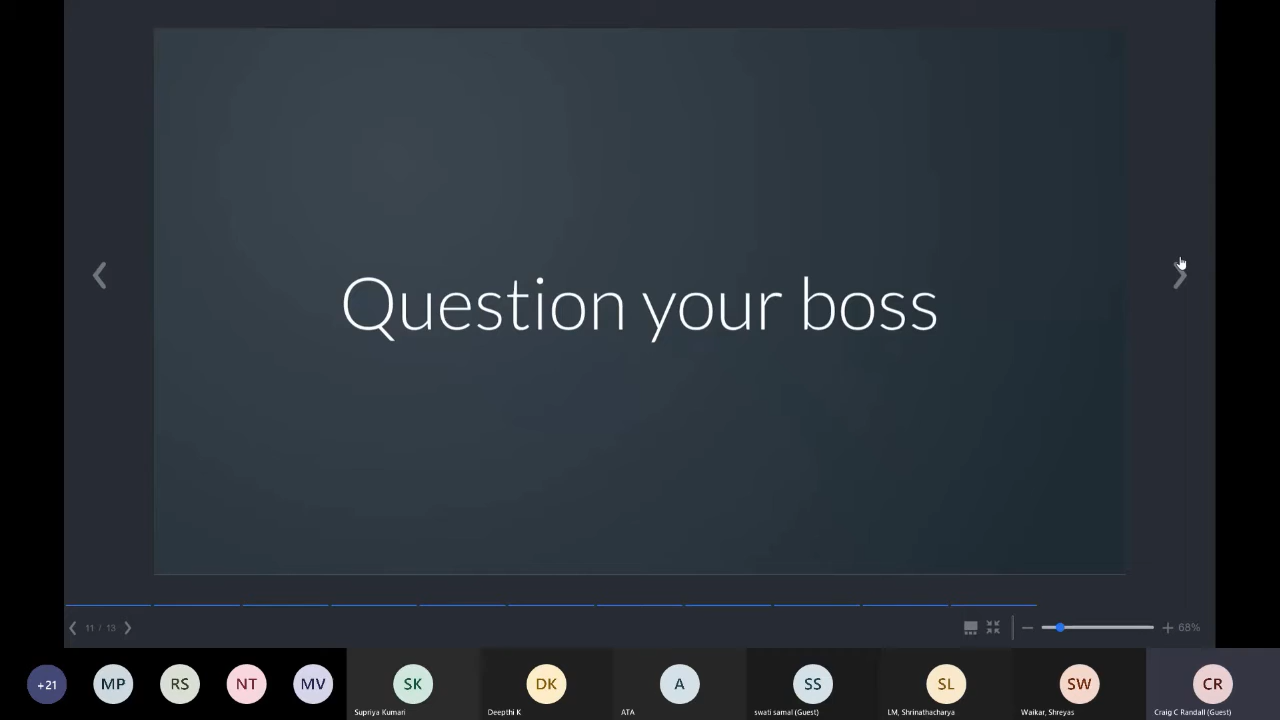 Question your boss
11 / 13
68%
+21
MP
RS
NT
MV
SK
DK
A
SS
SL
SW
CR
Supriya Kumari
Deepthi K
ATA
swati samal (Guest)
LM, Shrinathacharya
Waikar, Shreyas
Craig C Randall (Guest)